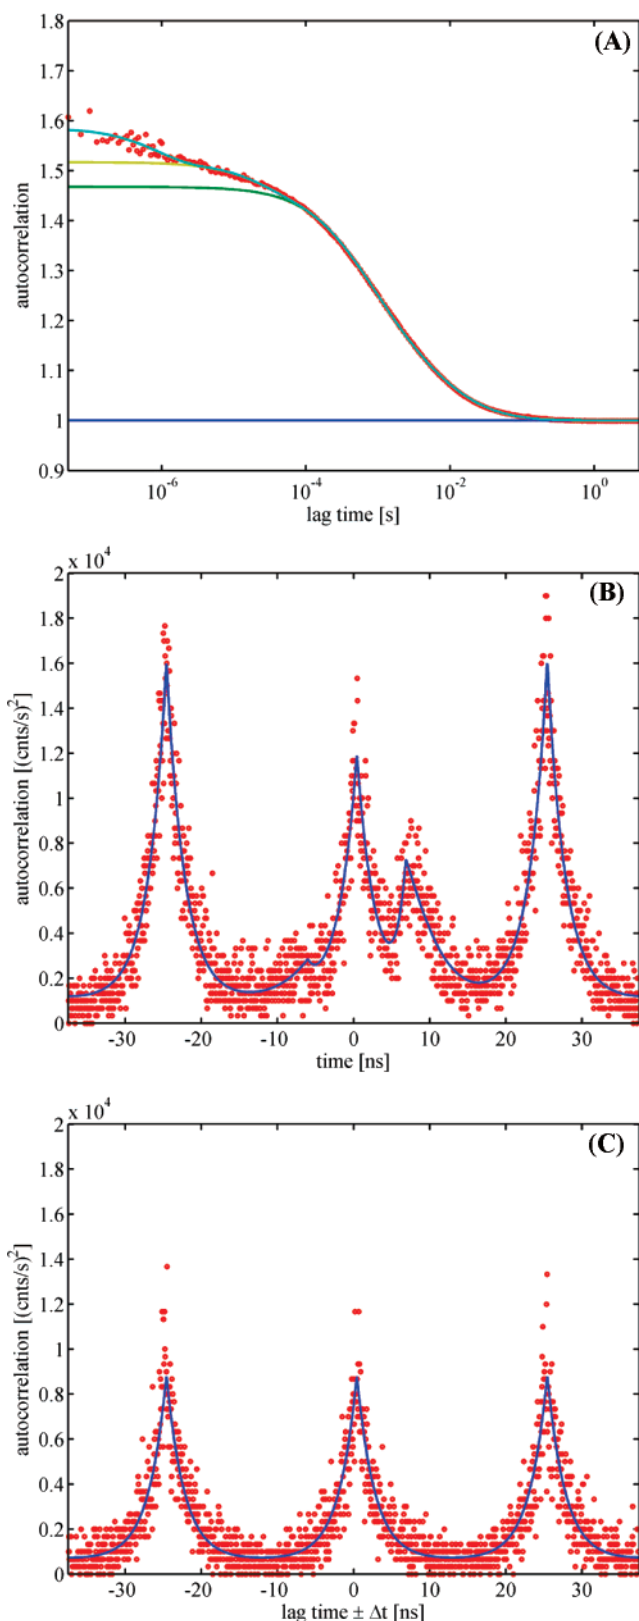 (A)
1.8
1.7
1.6
1.5
1.4
1.3
1.2
1.1
1
0.9
autocorrelation
10^-6 10^-4 10^-2 10^0
lag time [s]
x 10^4
(B)
2
1.8
1.6
1.4
1.2
1
0.8
0.6
0.4
0.2
0
autocorrelation [(cnts/s)^2]
-30 -20 -10 0 10 20 30
time [ns]
x 10^4
(C)
2
1.8
1.6
1.4
1.2
1
0.8
0.6
0.4
0.2
0
autocorrelation [(cnts/s)^2]
-30 -20 -10 0 10 20 30
lag time ± Δt [ns]